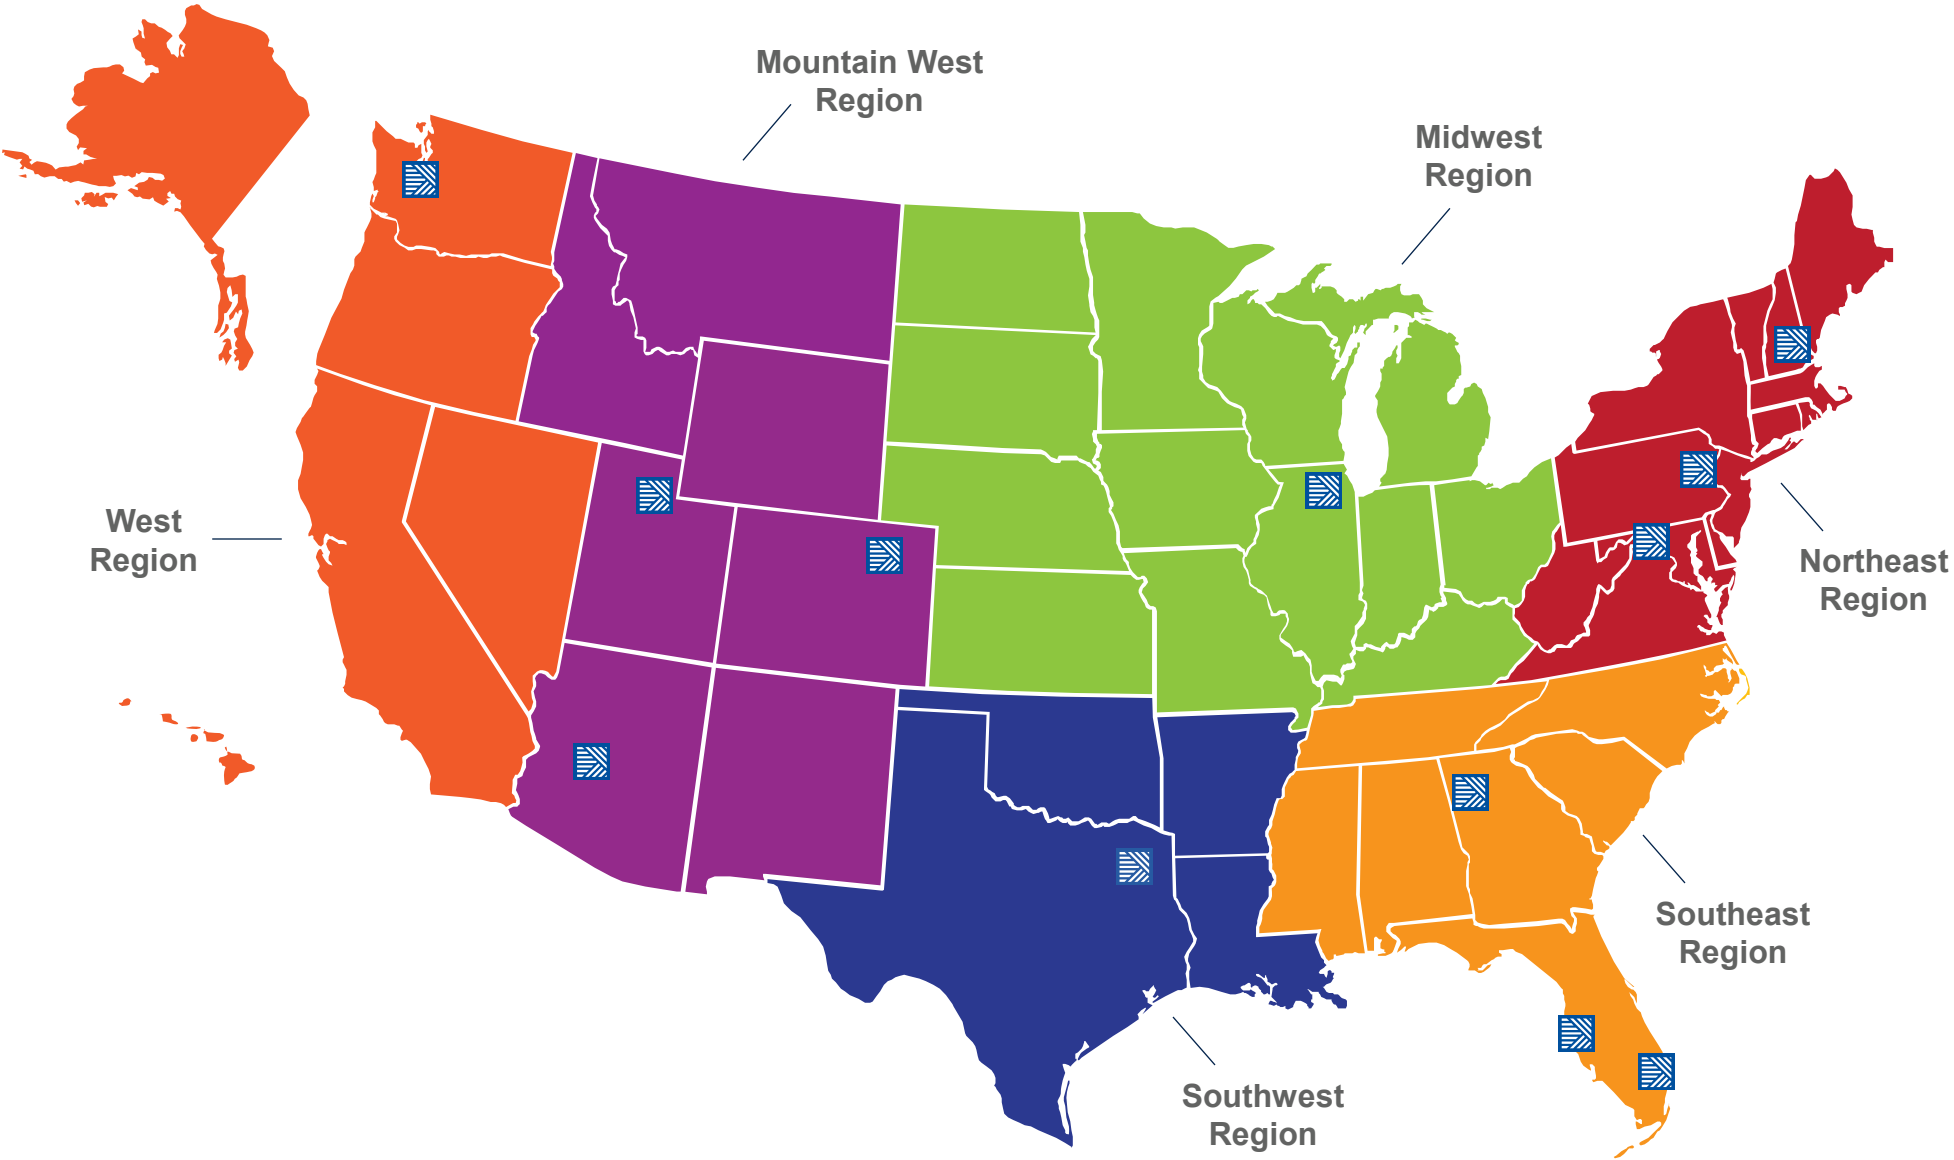 Mountain West
Region
Midwest
Region
West
Region
Northeast
Region
Southeast
Region
Southwest
Region